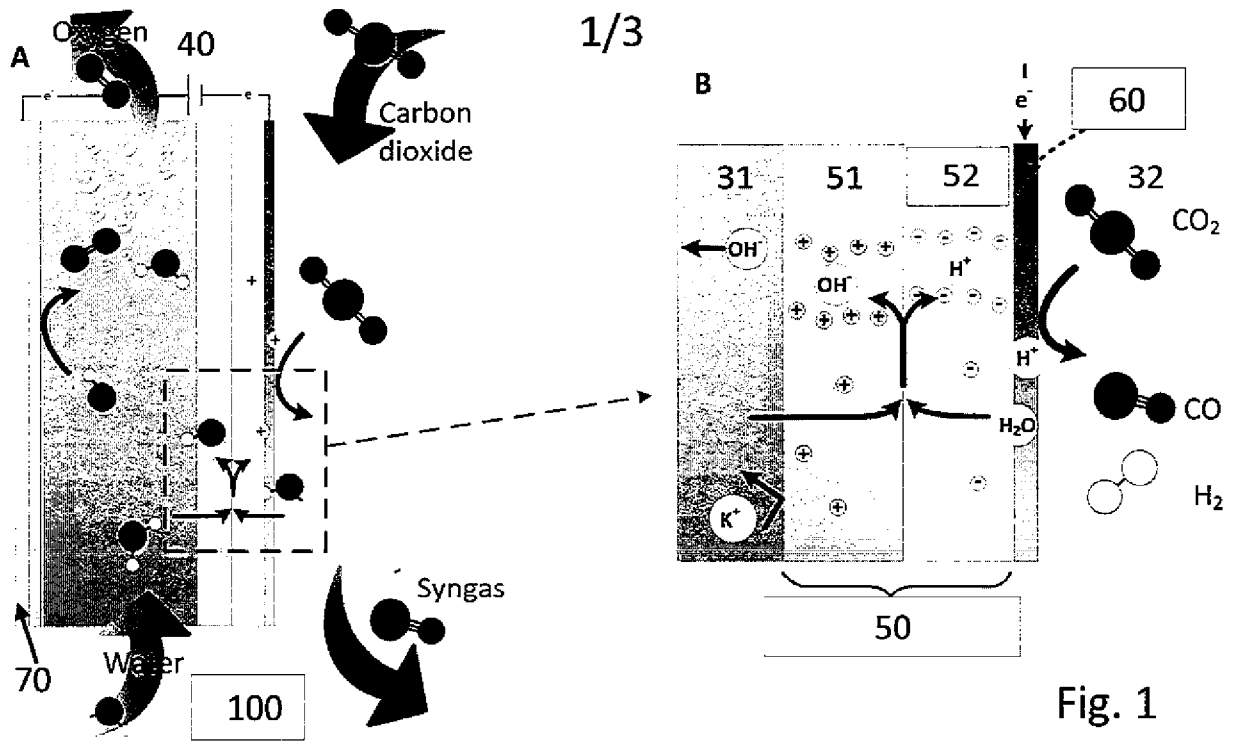 1/3
A
Oxygen
40
e⁻
e
Carbon
dioxide
+
+
+
Syngas
Water
70
100
B
I
e⁻
60
31
51
52
32
CO₂
OH⁻
+ + + +
- - - -
OH⁻
H⁺
+ + + +
- - - -
H⁺
+
-
CO
H₂O
+
-
H₂
K⁺
+
50
Fig. 1